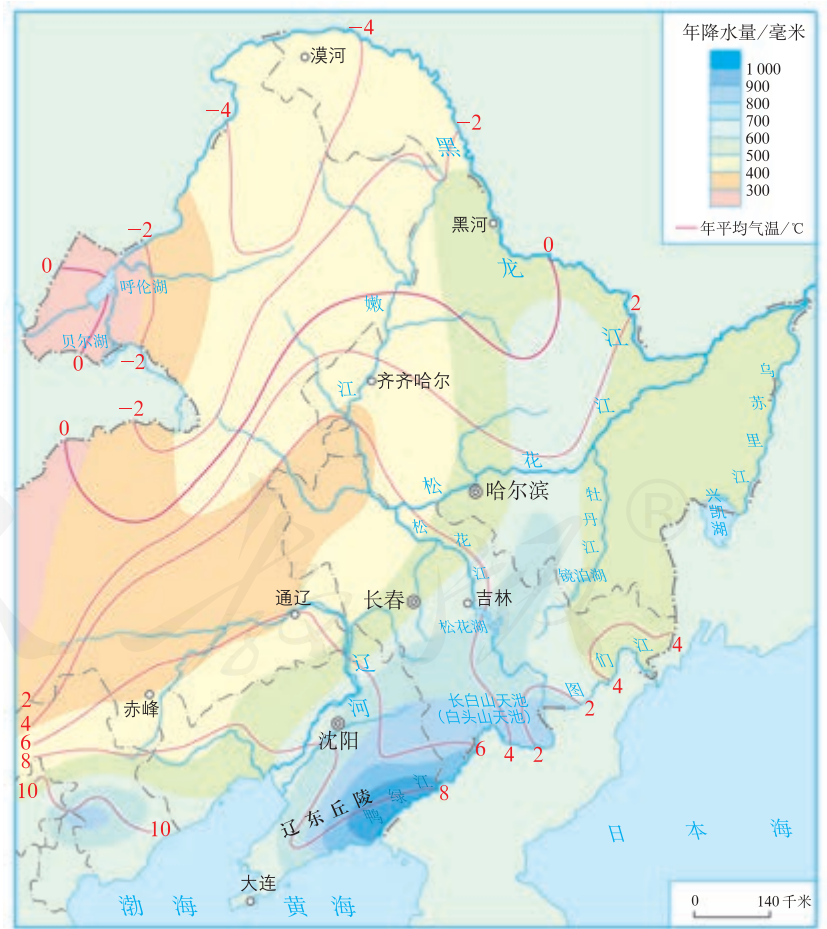 -4
漠河
-4
-2
黑
年降水量/毫米
1 000
900
800
700
600
500
400
300
年平均气温/℃
黑河
-2
0
0
龙
呼伦湖
嫩
2
贝尔湖
江
0
-2
齐齐哈尔
江
乌
-2
江
苏
0
里
花
江
松
哈尔滨
牡
兴
凯
湖
丹
松
花
江
江
镜泊湖
®
通辽
长春
吉林
松花湖
江
4
们
辽
图
4
2
赤峰
河
长白山天池
(白头山天池)
2
4
沈阳
6
6
4
2
8
10
江
8
绿
鸭
辽东丘陵
10
日本海
大连
渤海
黄海
0
140千米